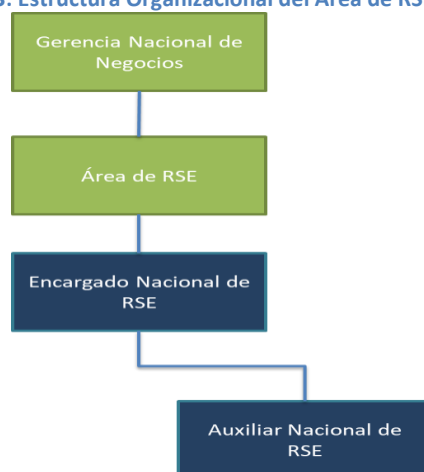 3. Estructura Organizacional del Área de RS
Gerencia Nacional de
Negocios
Área de RSE
Encargado Nacional de
RSE
Auxiliar Nacional de
RSE